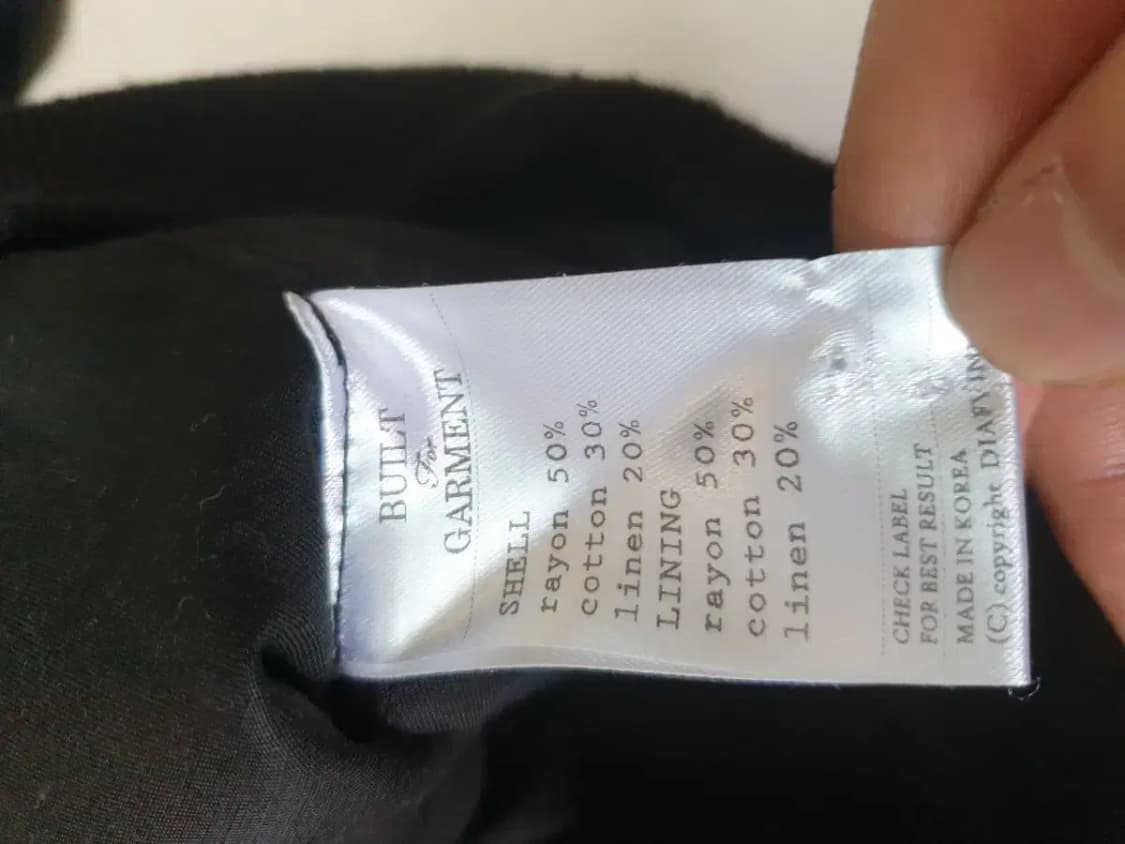 BUILT
For
GARMENT
SHELL
rayon 50%
cotton 30%
linen 20%
LINING
rayon 50%
cotton 30%
linen 20%
CHECK LABEL
FOR BEST RESULT
MADE IN KOREA
(C) copyright